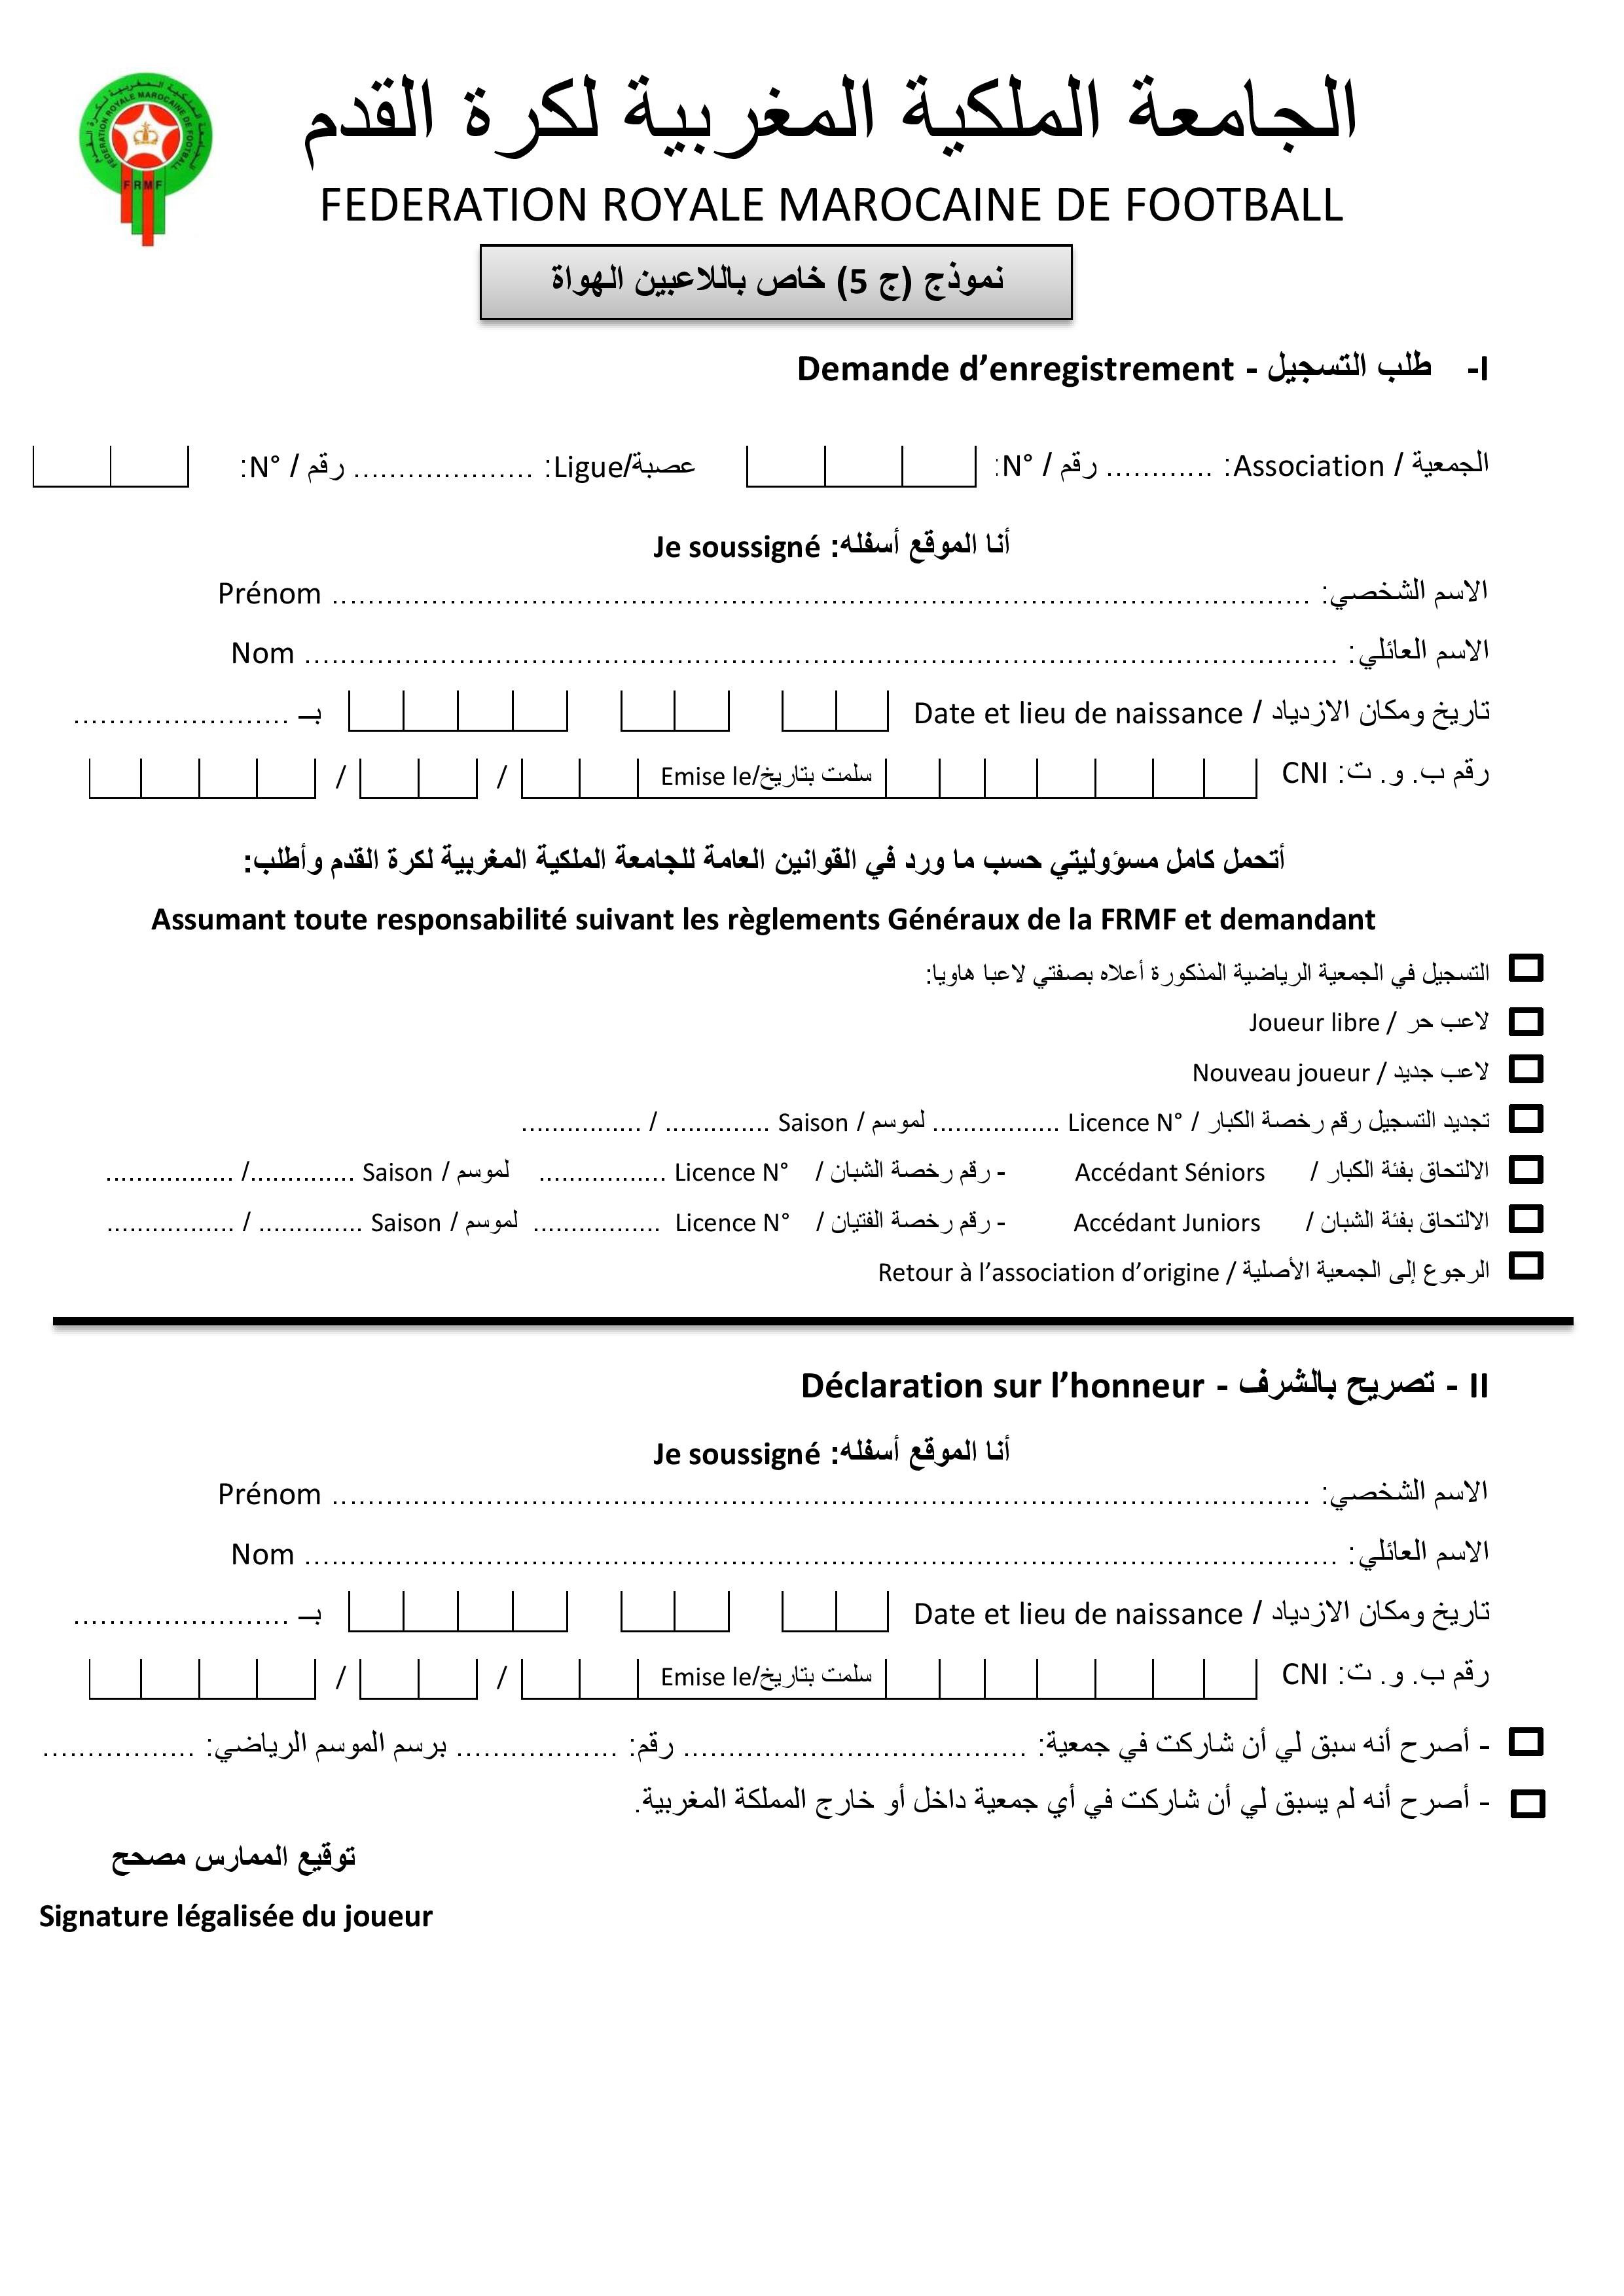 الجامعة الملكية المغربية لكرة القدم
FEDERATION ROYALE MAROCAINE DE FOOTBALL
FEDERATION ROYALE MAROCAINE DE FOOTBALL
FRMF
نموذج (ج 5) خاص باللاعبين الهواة
I- طلب التسجيل - Demande d’enregistrement
الجمعية / Association: ............ رقم / N°: عصبة/Ligue: .................... رقم / N°:
أنا الموقع أسفله: Je soussigné
الاسم الشخصي: ........................................ Prénom
الاسم العائلي: ........................................ Nom
تاريخ ومكان الازدياد / Date et lieu de naissance بـ ........................
رقم ب. و. ت: CNI سلمت بتاريخ/Emise le / /
أتحمل كامل مسؤوليتي حسب ما ورد في القوانين العامة للجامعة الملكية المغربية لكرة القدم وأطلب:
Assumant toute responsabilité suivant les règlements Généraux de la FRMF et demandant
التسجيل في الجمعية الرياضية المذكورة أعلاه بصفتي لاعبا هاويا:
لاعب حر / Joueur libre
لاعب جديد / Nouveau joueur
تجديد التسجيل رقم رخصة الكبار / Licence N° ................. لموسم / Saison .............. / ................
الالتحاق بفئة الكبار / Accédant Séniors - رقم رخصة الشبان / Licence N° ................. لموسم / Saison ............../ .................
الالتحاق بفئة الشبان / Accédant Juniors - رقم رخصة الفتيان / Licence N° ................. لموسم / Saison .............. / .................
الرجوع إلى الجمعية الأصلية / Retour à l’association d’origine
II - تصريح بالشرف - Déclaration sur l’honneur
أنا الموقع أسفله: Je soussigné
الاسم الشخصي: ........................................ Prénom
الاسم العائلي: ........................................ Nom
تاريخ ومكان الازدياد / Date et lieu de naissance بـ ........................
رقم ب. و. ت: CNI سلمت بتاريخ/Emise le / /
- أصرح أنه سبق لي أن شاركت في جمعية: ...................................... رقم: .................. برسم الموسم الرياضي: .................
- أصرح أنه لم يسبق لي أن شاركت في أي جمعية داخل أو خارج المملكة المغربية.
توقيع الممارس مصحح
Signature légalisée du joueur